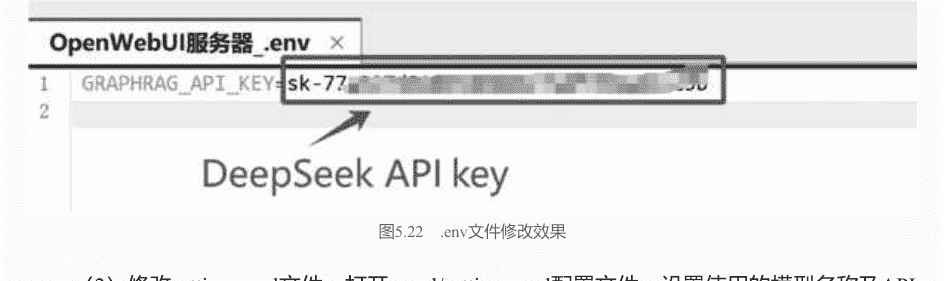 OpenWebUI服务器_.env ×
1 GRAPHRAG_API_KEY=sk-77
2
DeepSeek API key
图5.22 .env文件修改效果